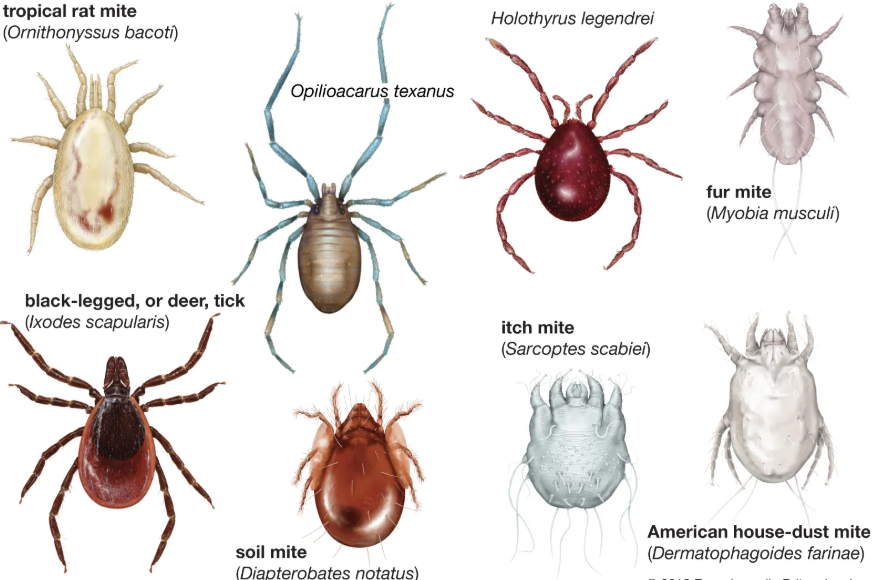 tropical rat mite
(Ornithonyssus bacoti)
Opilioacarus texanus
Holothyrus legendrei
fur mite
(Myobia musculi)
black-legged, or deer, tick
(Ixodes scapularis)
itch mite
(Sarcoptes scabiei)
soil mite
(Diapterobates notatus)
American house-dust mite
(Dermatophagoides farinae)